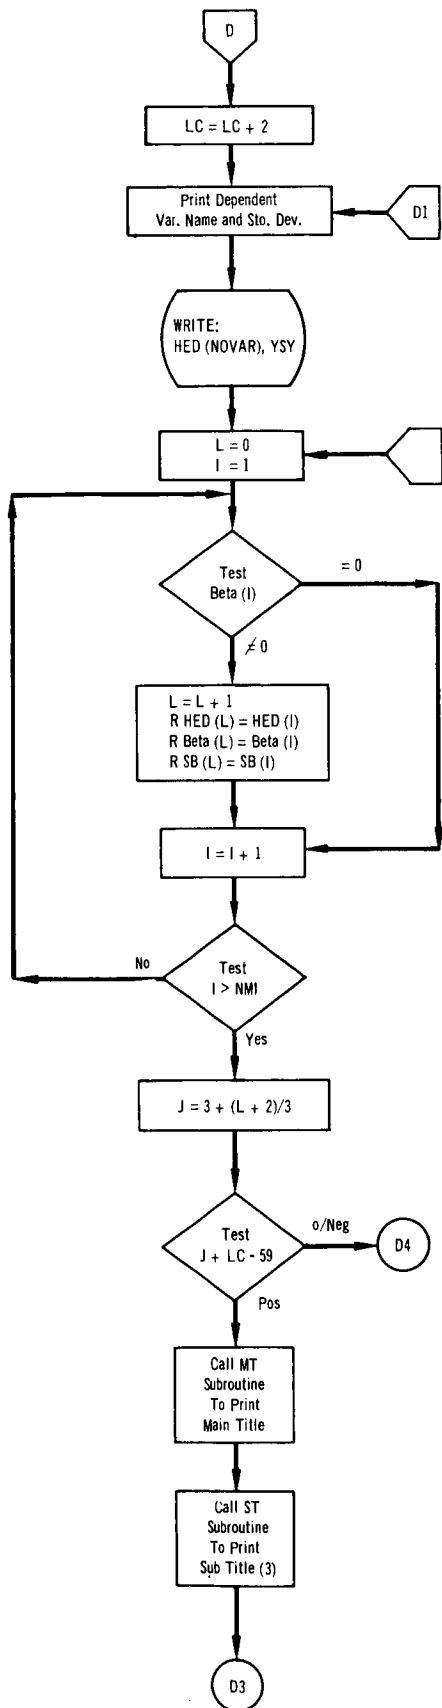 D
LC = LC + 2
Print Dependent
Var. Name and Sto. Dev.
D1
WRITE:
HED (NOVAR), YSY
L = 0
I = 1
Test
Beta (I)
= 0
≠ 0
L = L + 1
R HED (L) = HED (I)
R Beta (L) = Beta (I)
R SB (L) = SB (I)
I = I + 1
No
Test
I > NM1
Yes
J = 3 + (L + 2)/3
Test
J + LC - 59
o/Neg
D4
Pos
Call MT
Subroutine
To Print
Main Title
Call ST
Subroutine
To Print
Sub Title (3)
D3